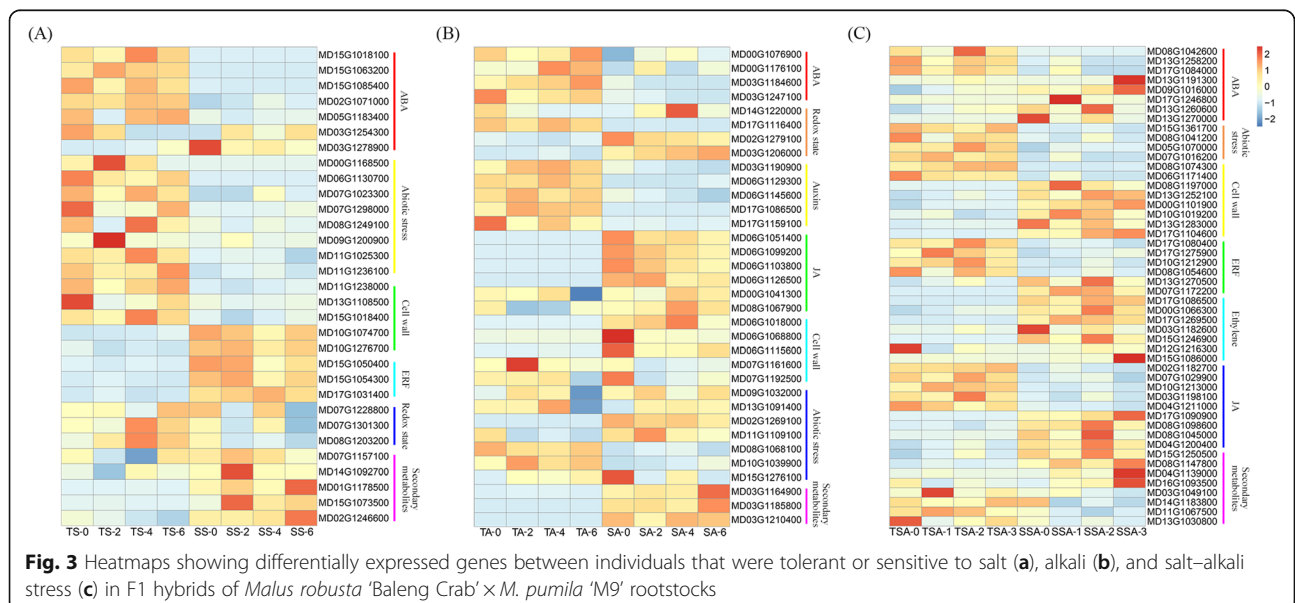 (A)
MD15G1018100
MD15G1063200
MD15G1085400
MD02G1071000
MD05G1183400
MD03G1254300
MD03G1278900
MD00G1168500
MD06G1130700
MD07G1023300
MD07G1298000
MD08G1249100
MD09G1200900
MD11G1025300
MD11G1236100
MD11G1238000
MD13G1108500
MD15G1018400
MD10G1074700
MD10G1276700
MD15G1050400
MD15G1054300
MD17G1031400
MD07G1228800
MD07G1301300
MD08G1203200
MD07G1157100
MD14G1092700
MD01G1178500
MD15G1073500
MD02G1246600
ABA
Abiotic stress
Cell wall
ERF
Redox state
Secondary
metabolites
TS-0 TS-2 TS-4 TS-6 SS-0 SS-2 SS-4 SS-6
(B)
MD00G1076900
MD00G1176100
MD03G1184600
MD03G1247100
MD14G1220000
MD17G1116400
MD02G1279100
MD03G1206000
MD03G1190900
MD06G1129300
MD06G1145600
MD17G1086500
MD17G1159100
MD06G1051400
MD06G1099200
MD06G1103800
MD06G1126500
MD00G1041300
MD08G1067900
MD06G1018000
MD06G1068800
MD06G1115600
MD07G1161600
MD07G1192500
MD09G1032000
MD13G1091400
MD02G1269100
MD11G1109100
MD08G1068100
MD10G1039900
MD15G1276100
MD03G1164900
MD03G1185800
MD03G1210400
ABA
Redox state
Auxins
JA
Cell wall
Abiotic stress
Secondary
metabolites
TA-0 TA-2 TA-4 TA-6 SA-0 SA-2 SA-4 SA-6
(C)
MD08G1042600
MD13G1258200
MD17G1084000
MD13G1191300
MD09G1016000
MD17G1246800
MD13G1260600
MD13G1270000
MD15G1361700
MD08G1041200
MD05G1070000
MD07G1016200
MD08G1074300
MD06G1171400
MD08G1197000
MD13G1252100
MD00G1101900
MD10G1019200
MD13G1283000
MD17G1104600
MD17G1080400
MD17G1275900
MD10G1212900
MD08G1054600
MD13G1270500
MD07G1172200
MD17G1086500
MD00G1066300
MD17G1269500
MD03G1182600
MD15G1246900
MD12G1216300
MD15G1086000
MD02G1182700
MD07G1029900
MD10G1213000
MD03G1198100
MD04G1211000
MD17G1090900
MD08G1098600
MD08G1045000
MD04G1200400
MD15G1250500
MD08G1147800
MD04G1139000
MD16G1093500
MD03G1049100
MD14G1183800
MD11G1067500
MD13G1030800
ABA
Abiotic
stress
Cell wall
ERF
Ethylene
JA
Secondary metabolites
TSA-0 TSA-1 TSA-2 TSA-3 SSA-0 SSA-1 SSA-2 SSA-3
2
1
0
−1
−2
Fig. 3 Heatmaps showing differentially expressed genes between individuals that were tolerant or sensitive to salt (a), alkali (b), and salt–alkali
stress (c) in F1 hybrids of Malus robusta ‘Baleng Crab’ × M. pumila ‘M9’ rootstocks